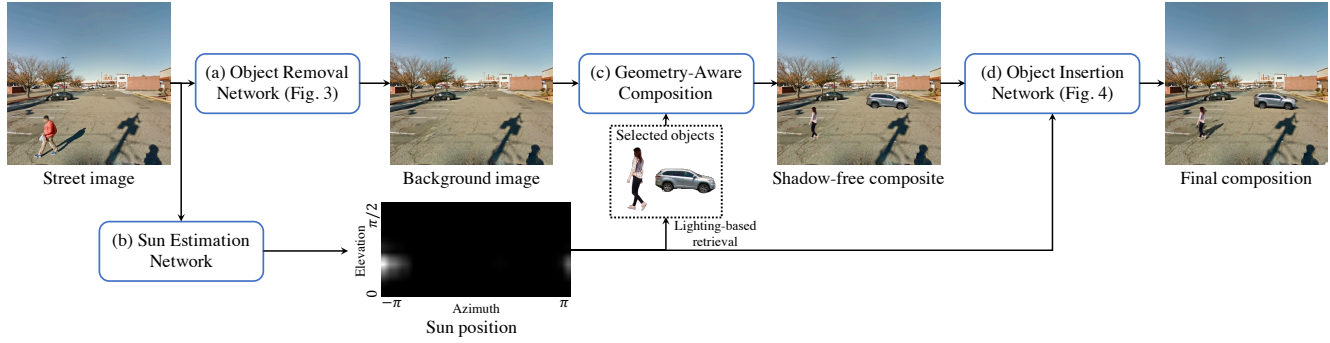 (a) Object Removal
Network (Fig. 3)
(c) Geometry-Aware
Composition
(d) Object Insertion
Network (Fig. 4)
Selected objects
Street image
Background image
Shadow-free composite
Final composition
(b) Sun Estimation
Network
Lighting-based
retrieval
Elevation
π/2
0
−π
π
Azimuth
Sun position